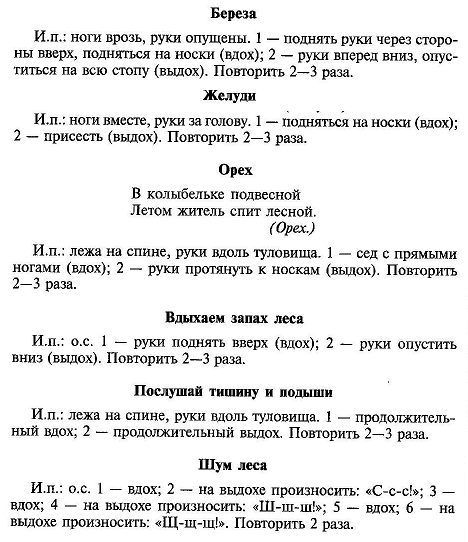 Береза
И.п.: ноги врозь, руки опущены. 1 — поднять руки через сторо-
ны вверх, подняться на носки (вдох); 2 — руки вперед вниз, опус-
титься на всю стопу (выдох). Повторить 2—3 раза.
Желуди
И.п.: ноги вместе, руки за голову. 1 — подняться на носки (вдох);
2 — присесть (выдох). Повторить 2—3 раза.
Орех
В колыбельке подвесной
Летом житель спит лесной.
(Орех.)
И.п.: лежа на спине, руки вдоль туловища. 1 — сед с прямыми
ногами (вдох); 2 — руки протянуть к носкам (выдох). Повторить
2—3 раза.
Вдыхаем запах леса
И.п.: о.с. 1 — руки поднять вверх (вдох); 2 — руки опустить
вниз (выдох). Повторить 2—3 раза.
Послушай тишину и подыши
И.п.: лежа на спине, руки вдоль туловища. 1 — продолжитель-
ный вдох; 2 — продолжительный выдох. Повторить 2—3 раза.
Шум леса
И.п.: о.с. 1 — вдох; 2 — на выдохе произносить: «С-с-с!»; 3 —
вдох; 4 — на выдохе произносить: «Ш-ш-ш!»; 5 — вдох; 6 — на
выдохе произносить: «Щ-щ-щ!». Повторить 2 раза.